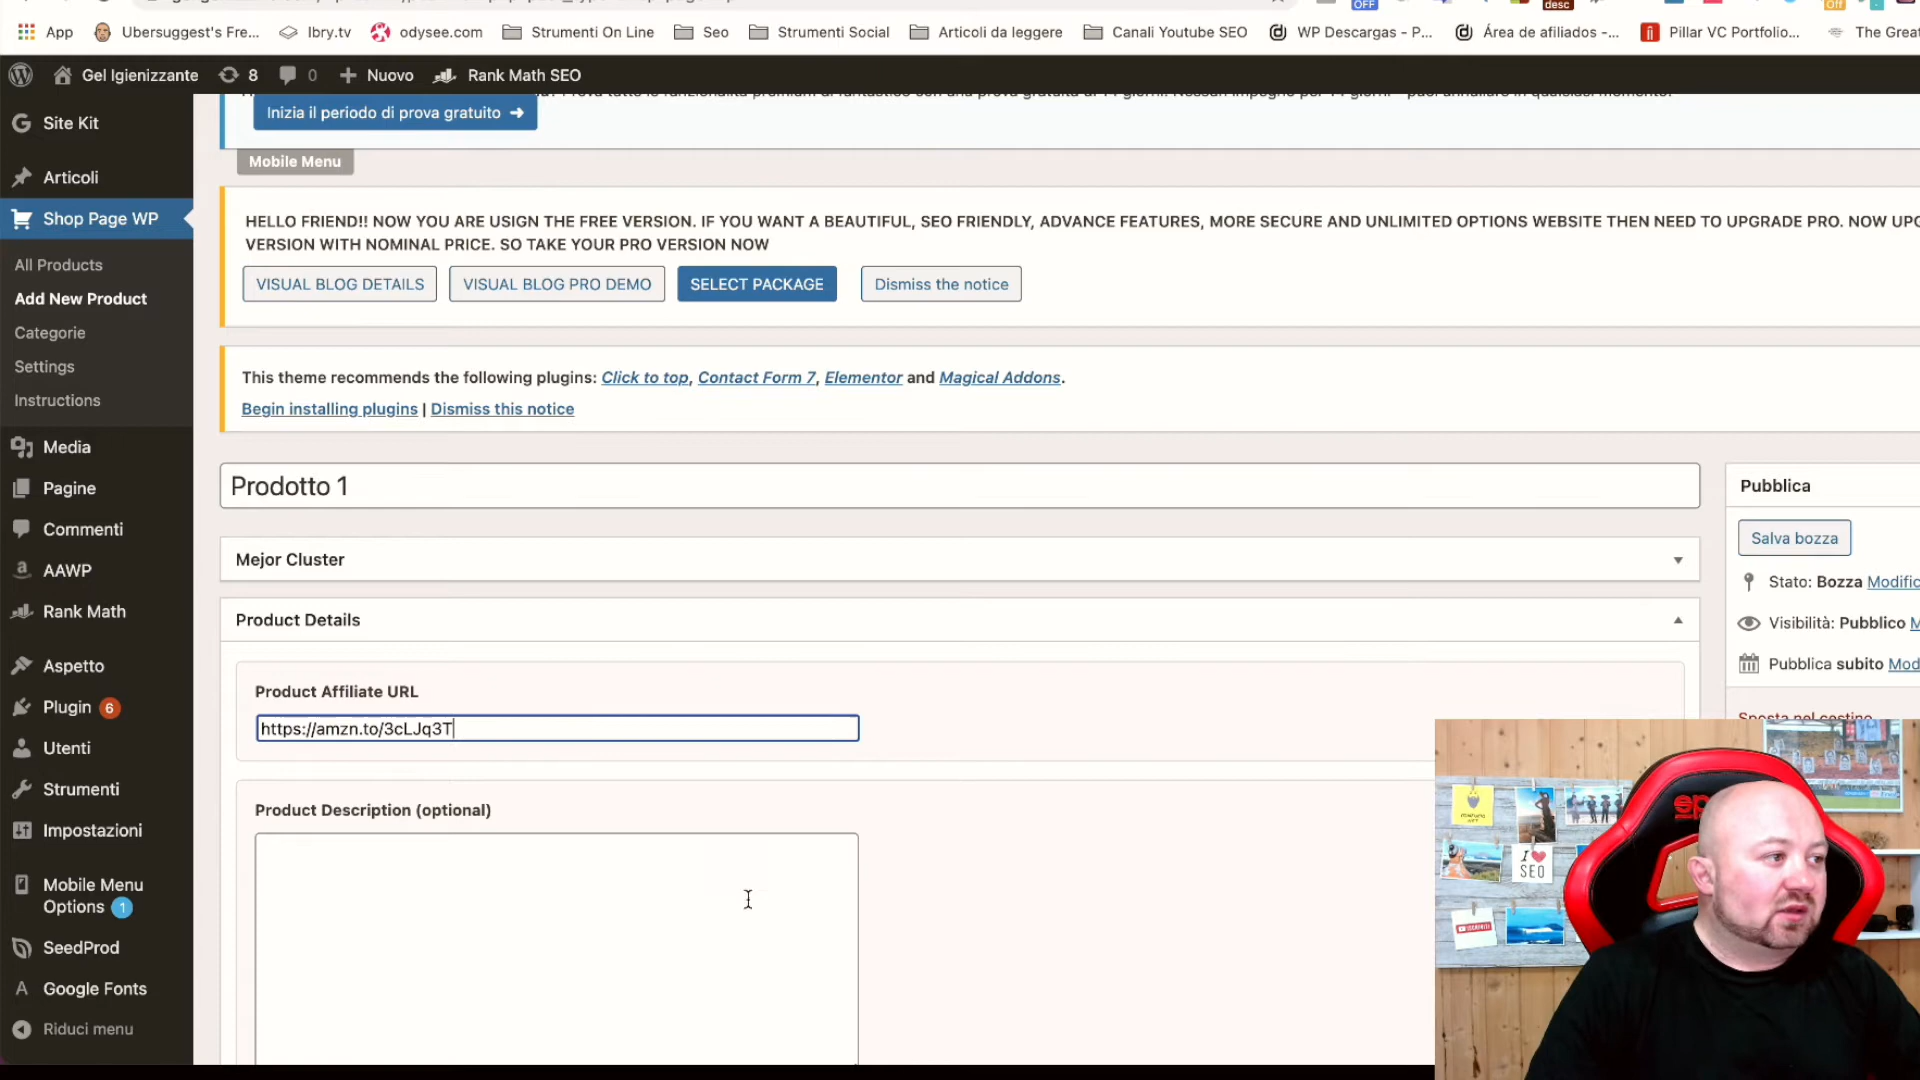 OFF
desc
Off
App
Ubersuggest's Fre...
lbry.tv
odysee.com
Strumenti On Line
Seo
Strumenti Social
Articoli da leggere
Canali Youtube SEO
WP Descargas - P...
Área de afiliados -...
Pillar VC Portfolio...
The Great
Gel Igienizzante
8
0
Nuovo
Rank Math SEO
Inizia il periodo di prova gratuito
Mobile Menu
HELLO FRIEND!! NOW YOU ARE USIGN THE FREE VERSION. IF YOU WANT A BEAUTIFUL, SEO FRIENDLY, ADVANCE FEATURES, MORE SECURE AND UNLIMITED OPTIONS WEBSITE THEN NEED TO UPGRADE PRO. NOW UPG
VERSION WITH NOMINAL PRICE. SO TAKE YOUR PRO VERSION NOW
VISUAL BLOG DETAILS
VISUAL BLOG PRO DEMO
SELECT PACKAGE
Dismiss the notice
This theme recommends the following plugins: Click to top, Contact Form 7, Elementor and Magical Addons.
Begin installing plugins | Dismiss this notice
Prodotto 1
Mejor Cluster
Product Details
Product Affiliate URL
https://amzn.to/3cLJq3T
Product Description (optional)
Pubblica
Salva bozza
Stato: Bozza Modific
Visibilità: Pubblico M
Pubblica subito Mod
Site Kit
Articoli
Shop Page WP
All Products
Add New Product
Categorie
Settings
Instructions
Media
Pagine
Commenti
AAWP
Rank Math
Aspetto
Plugin 6
Utenti
Strumenti
Impostazioni
Mobile Menu
Options 1
SeedProd
Google Fonts
Riduci menu
I
SEO